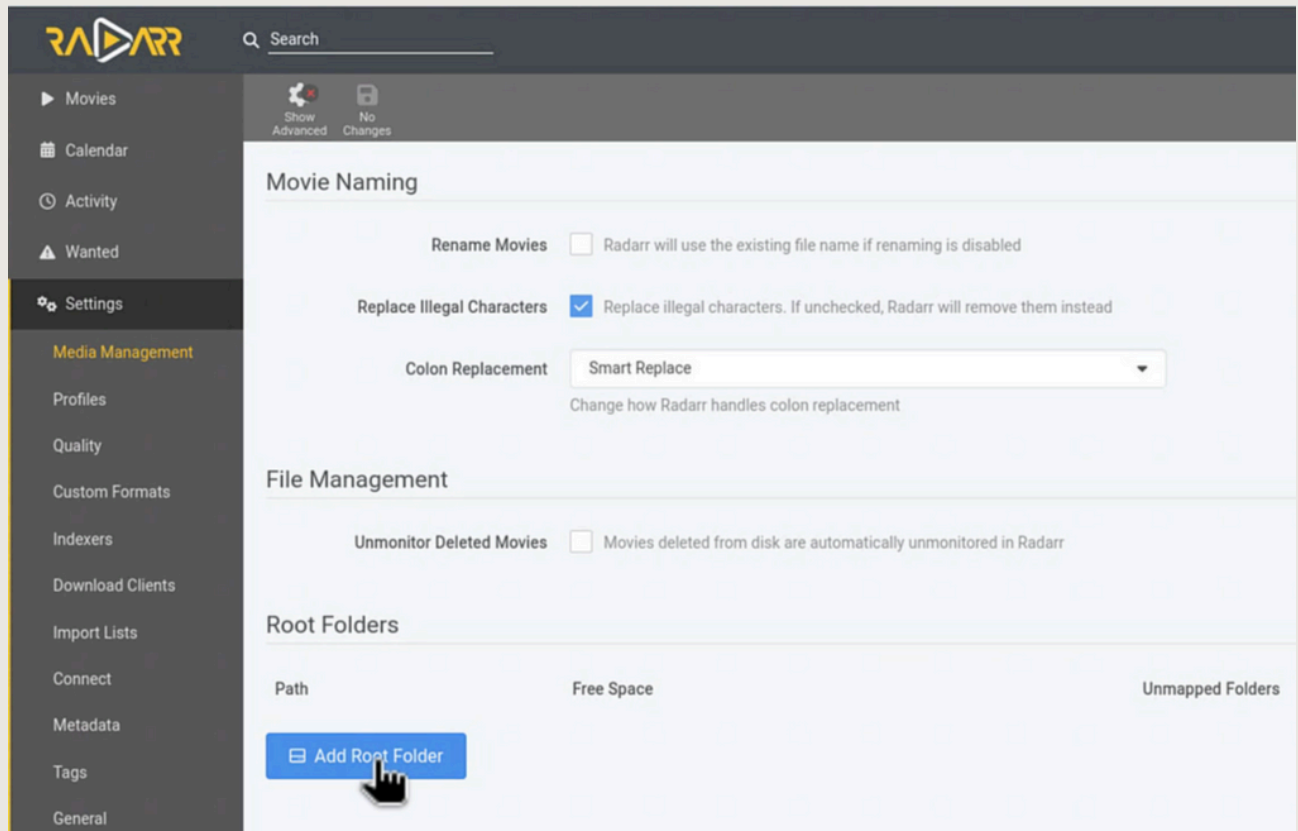 RADARR
Search
Movies
Calendar
Activity
Wanted
Settings
Media Management
Profiles
Quality
Custom Formats
Indexers
Download Clients
Import Lists
Connect
Metadata
Tags
General
Show
Advanced
No
Changes
Movie Naming
Rename Movies Radarr will use the existing file name if renaming is disabled
Replace Illegal Characters Replace illegal characters. If unchecked, Radarr will remove them instead
Colon Replacement Smart Replace
Change how Radarr handles colon replacement
File Management
Unmonitor Deleted Movies Movies deleted from disk are automatically unmonitored in Radarr
Root Folders
Path Free Space Unmapped Folders
Add Root Folder